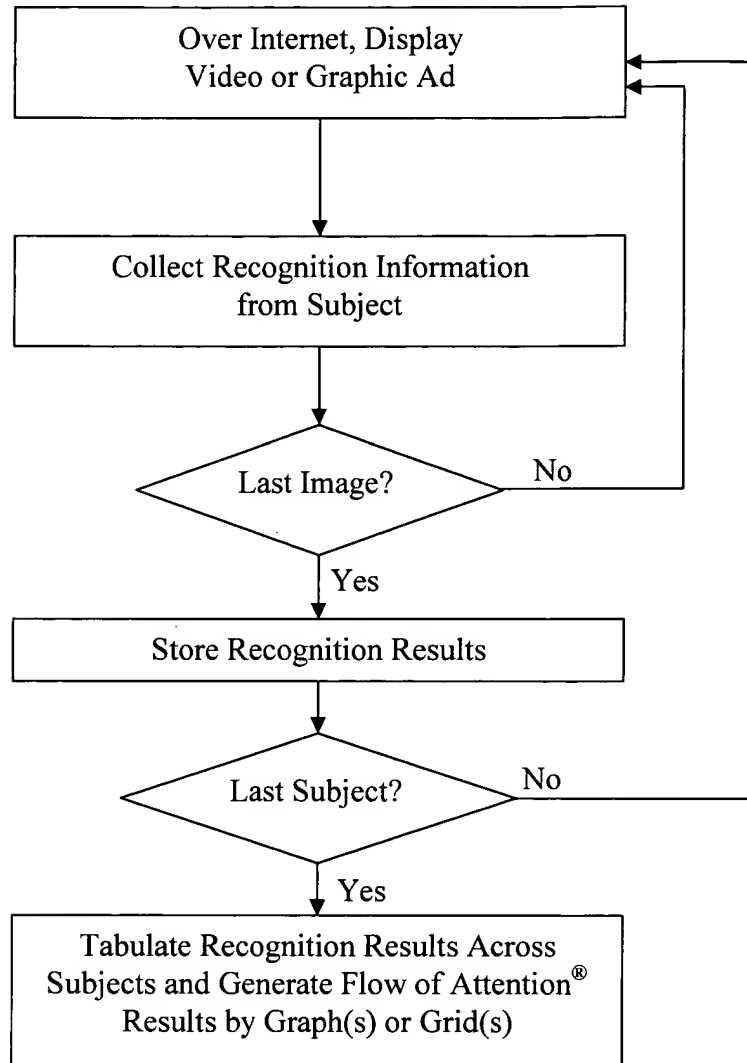 Over Internet, Display
Video or Graphic Ad
Collect Recognition Information
from Subject
Last Image?
No
Yes
Store Recognition Results
Last Subject?
No
Yes
Tabulate Recognition Results Across
Subjects and Generate Flow of Attention®
Results by Graph(s) or Grid(s)